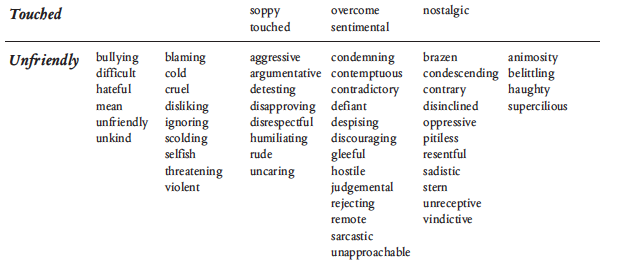 Touched soppy overcome nostalgic
touched sentimental
Unfriendly bullying blaming aggressive condemning brazen animosity
difficult cold argumentative contemptuous condescending belittling
hateful cruel detesting contradictory contrary haughty
mean disliking disapproving defiant disinclined supercilious
unfriendly ignoring disrespectful despising oppressive
unkind scolding humiliating discouraging pitiless
selfish rude gleeful resentful
threatening uncaring hostile sadistic
violent judgemental stern
rejecting unreceptive
remote vindictive
sarcastic
unapproachable